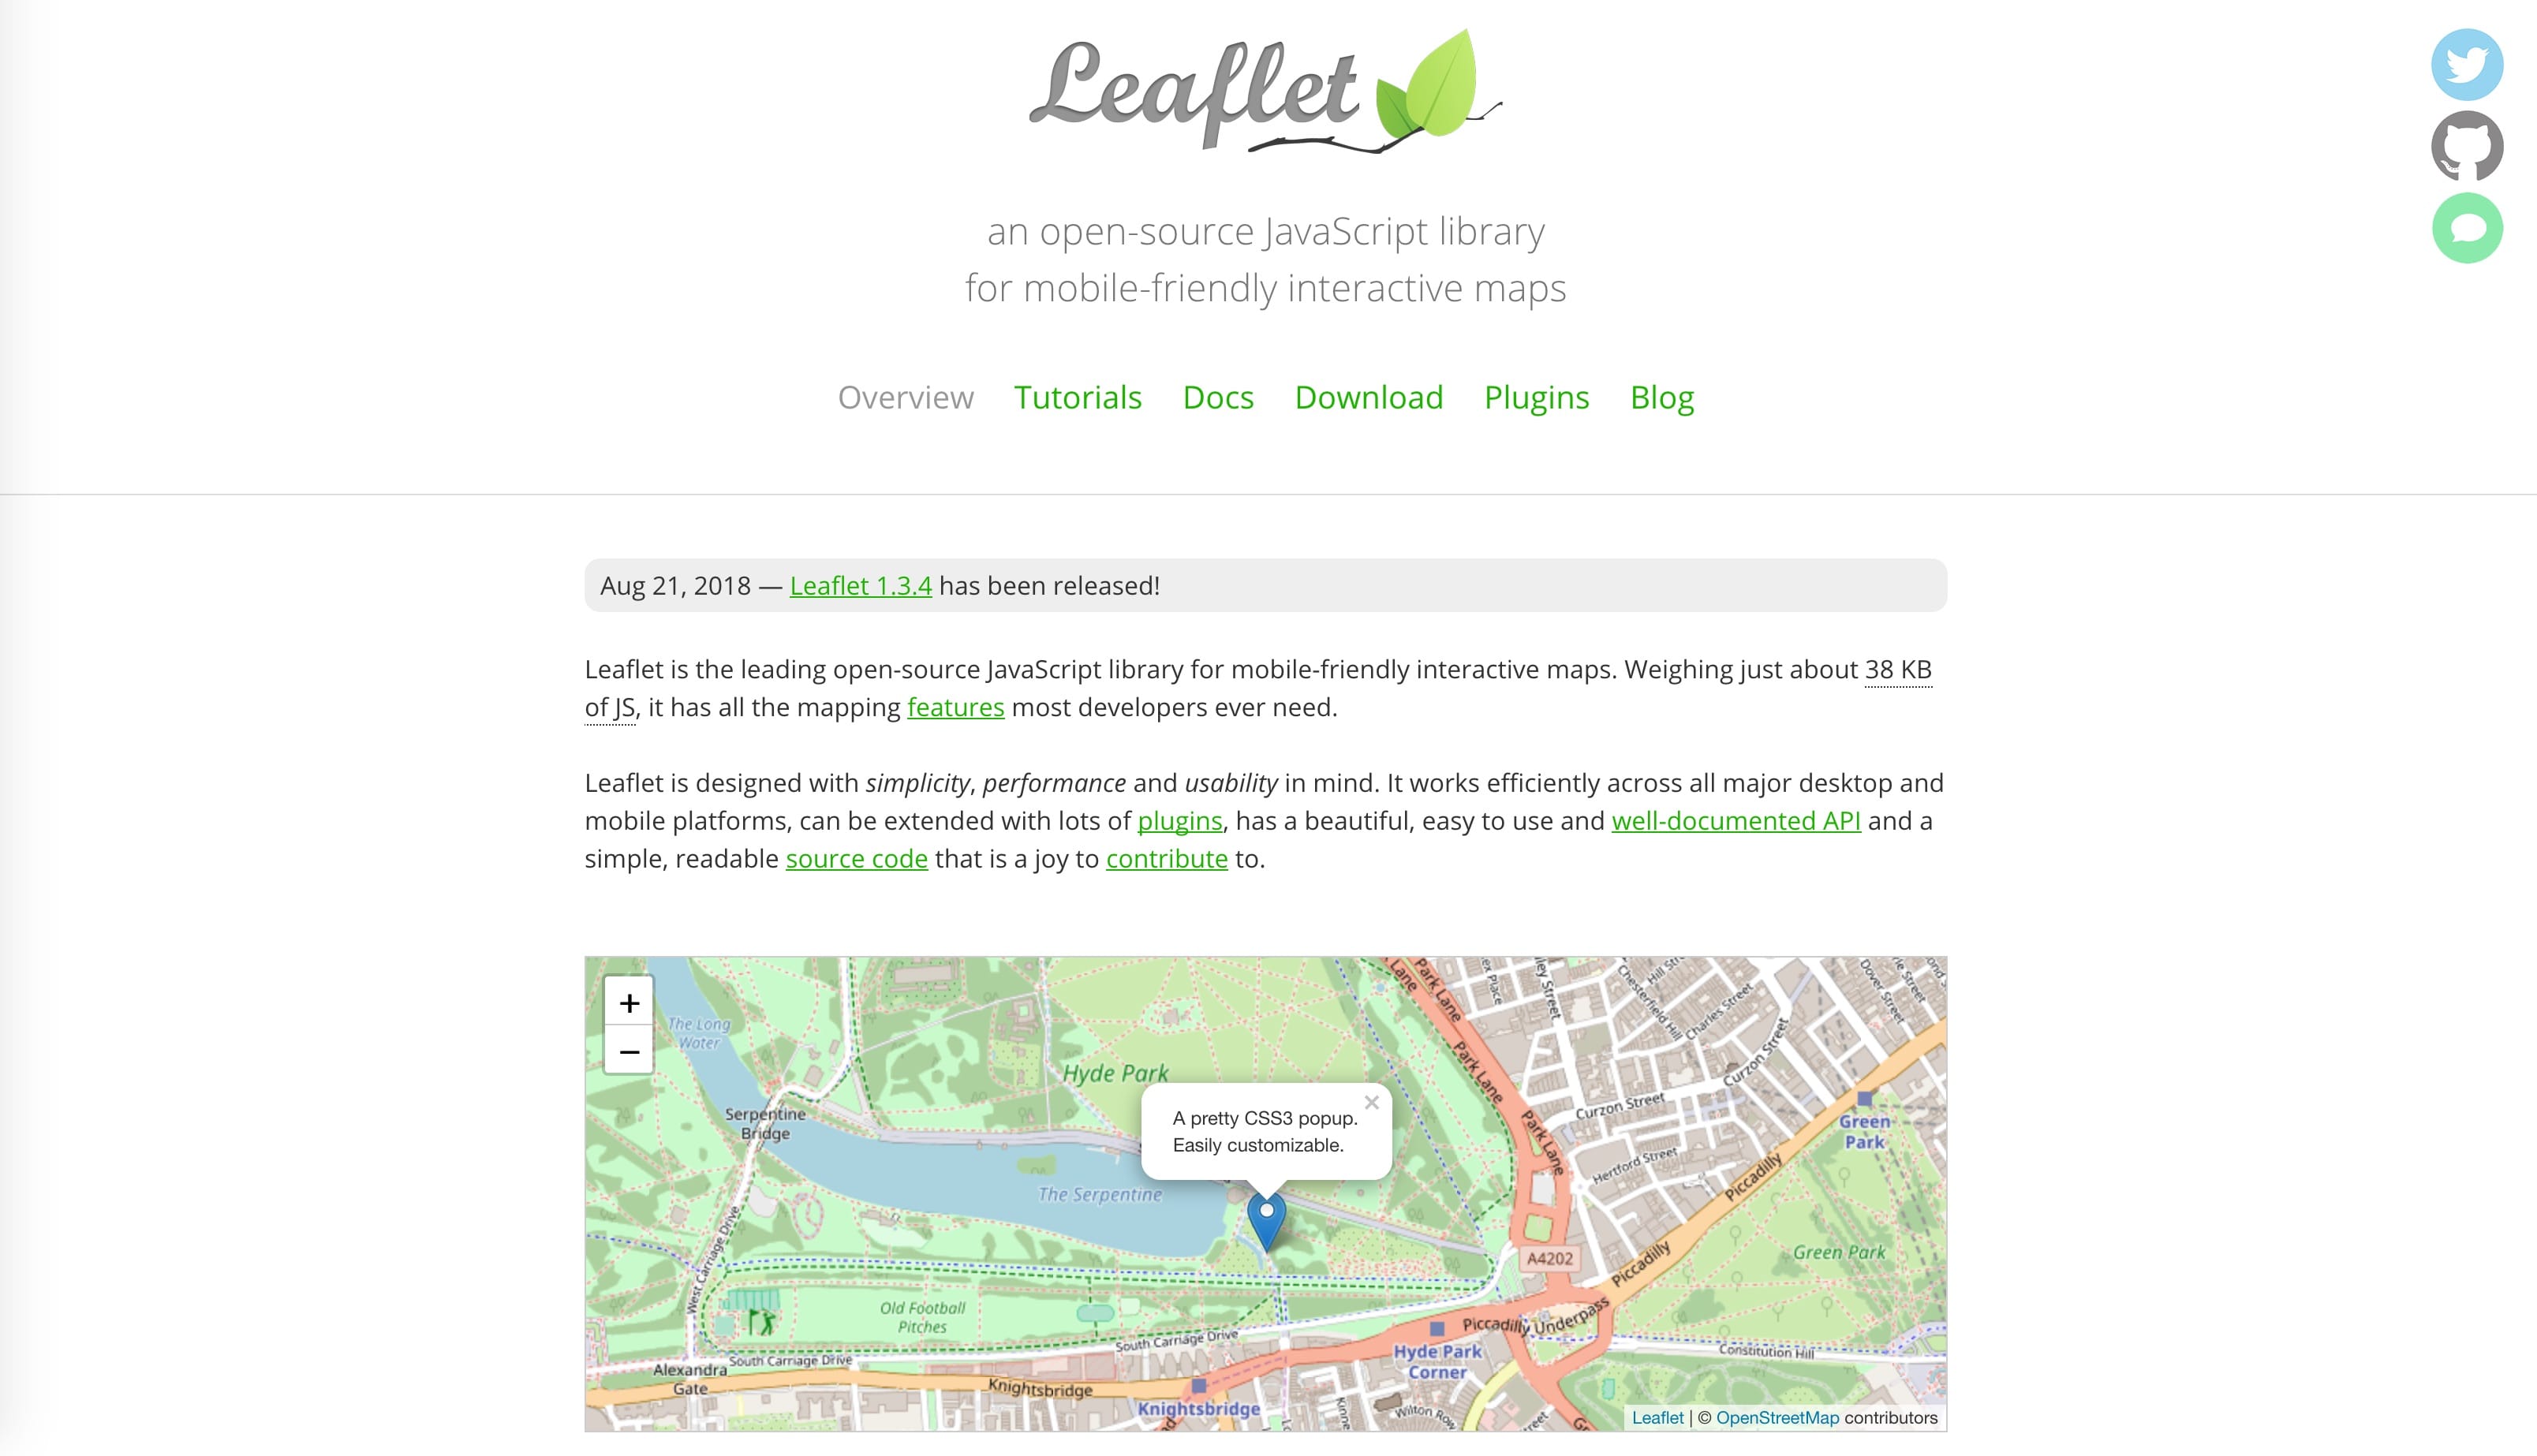 Leaflet
an open-source JavaScript library
for mobile-friendly interactive maps
Overview Tutorials Docs Download Plugins Blog
Aug 21, 2018 — Leaflet 1.3.4 has been released!
Leaflet is the leading open-source JavaScript library for mobile-friendly interactive maps. Weighing just about 38 KB
of JS, it has all the mapping features most developers ever need.
Leaflet is designed with simplicity, performance and usability in mind. It works efficiently across all major desktop and
mobile platforms, can be extended with lots of plugins, has a beautiful, easy to use and well-documented API and a
simple, readable source code that is a joy to contribute to.
+
−
The Long
Water
Serpentine
Bridge
Hyde Park
A pretty CSS3 popup.
Easily customizable.
×
The Serpentine
West Carriage Drive
Old Football
Pitches
South Carriage Drive
South Carriage Drive
Alexandra
Gate
Knightsbridge
Knightsbridge
Lane
Park Lane
Park Lane
Park Lane
Chesterfield Hill
Charles Street
Curzon Street
Curzon Street
Hertford Street
Dover Street
Green
Park
Piccadilly
Piccadilly
Green Park
A4202
Piccadilly Underpass
Hyde Park
Corner
Constitution Hill
Wilton Row
Leaflet | © OpenStreetMap contributors